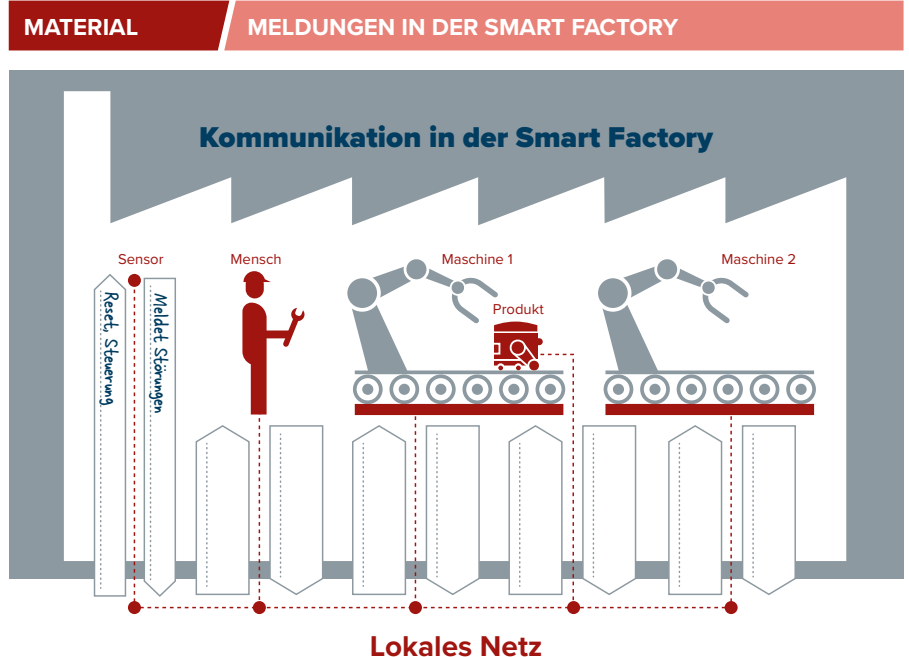 MATERIAL
MELDUNGEN IN DER SMART FACTORY
Kommunikation in der Smart Factory
Sensor
Mensch
Maschine 1
Maschine 2
Produkt
Reset, Steuerung
Meldet Störungen
Lokales Netz